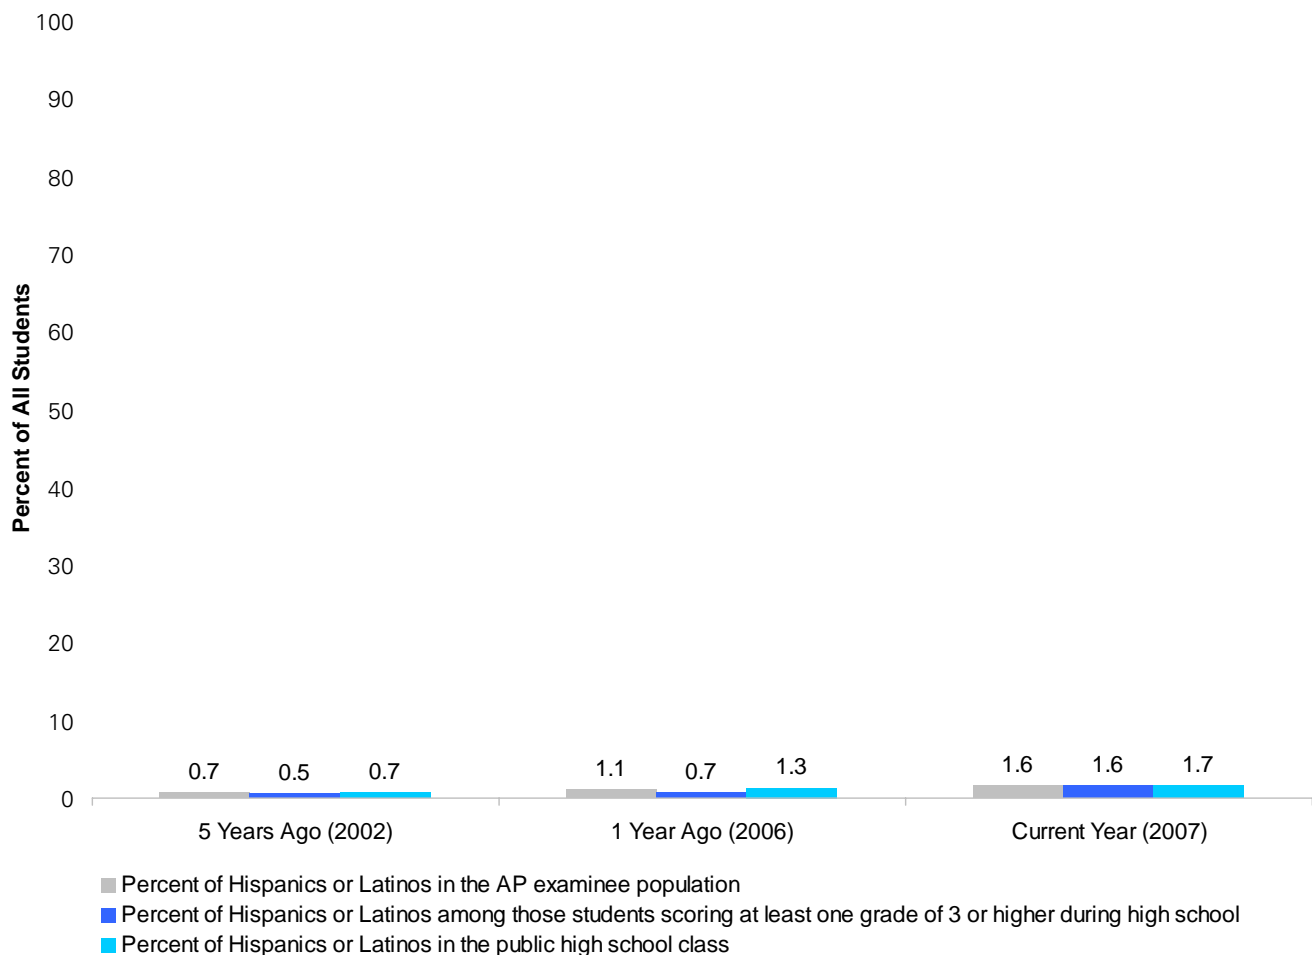 100
90
80
70
60
50
40
30
20
10
0
Percent of All Students
0.7 0.5 0.7 1.1 0.7 1.3 1.6 1.6 1.7
5 Years Ago (2002) 1 Year Ago (2006) Current Year (2007)
Percent of Hispanics or Latinos in the AP examinee population
Percent of Hispanics or Latinos among those students scoring at least one grade of 3 or higher during high school
Percent of Hispanics or Latinos in the public high school class